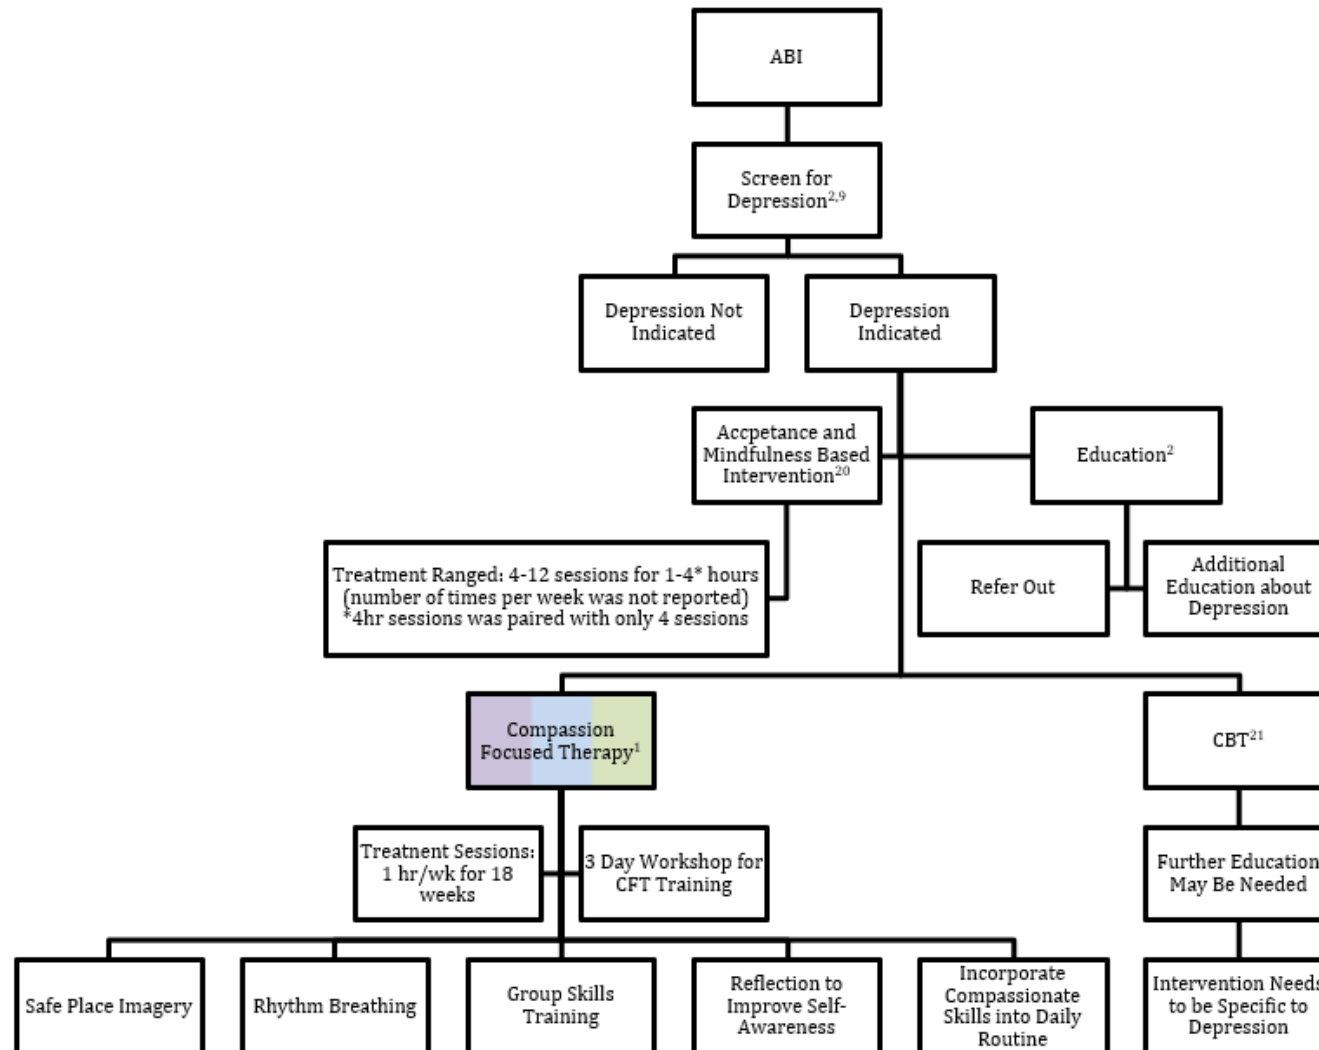 ABI
Screen for
Depression2,9
Depression Not
Indicated
Depression
Indicated
Accpetance and
Mindfulness Based
Intervention20
Education2
Treatment Ranged: 4-12 sessions for 1-4* hours
(number of times per week was not reported)
*4hr sessions was paired with only 4 sessions
Refer Out
Additional
Education about
Depression
Compassion
Focused Therapy1
CBT21
Treatnent Sessions:
1 hr/wk for 18
weeks
3 Day Workshop for
CFT Training
Further Education
May Be Needed
Safe Place Imagery
Rhythm Breathing
Group Skills
Training
Reflection to
Improve Self-
Awareness
Incorporate
Compassionate
Skills into Daily
Routine
Intervention Needs
to be Specific to
Depression